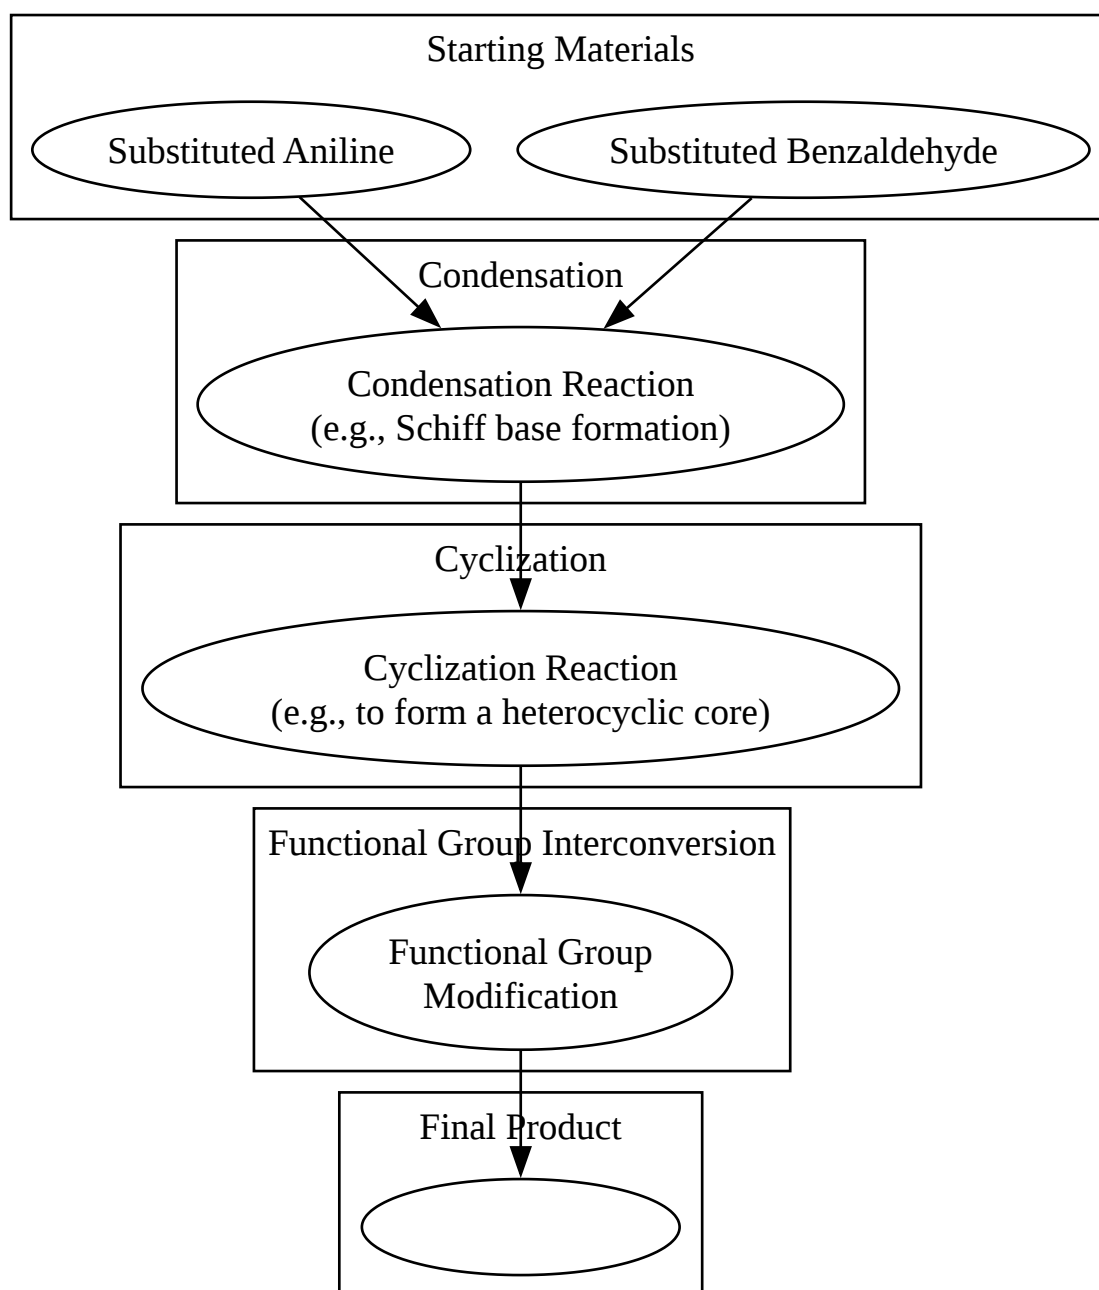 Starting Materials
Substituted Aniline
Substituted Benzaldehyde
Condensation
Condensation Reaction
(e.g., Schiff base formation)
Cyclization
Cyclization Reaction
(e.g., to form a heterocyclic core)
Functional Group Interconversion
Functional Group
Modification
Final Product